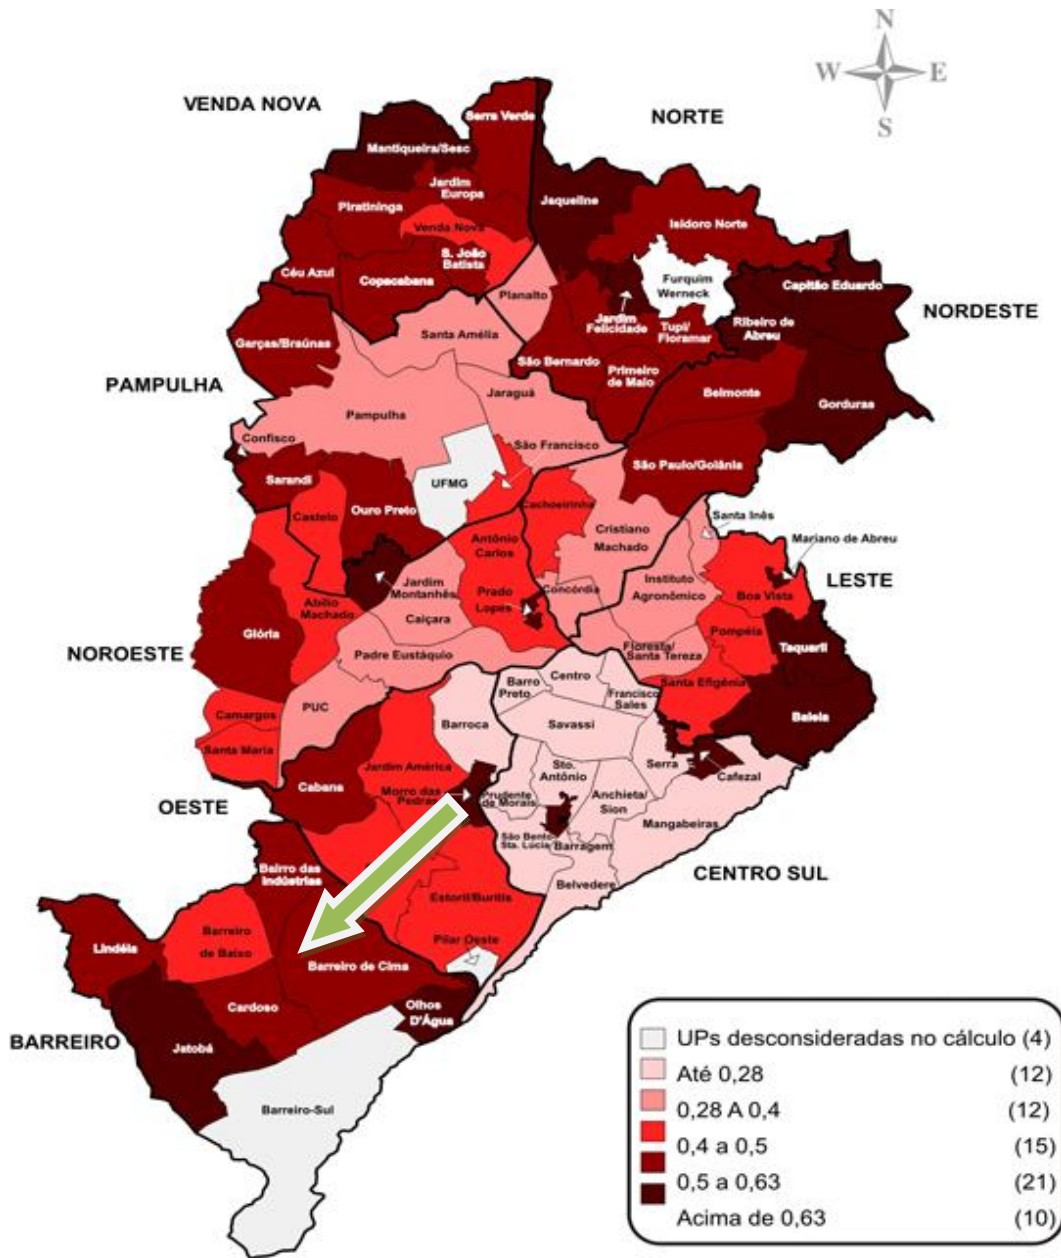 N
W E
S
VENDA NOVA
NORTE
Serra Verde
Mantiqueira/Sesc
Jardim
Europa
Jaqueline
Piratininga
Isidoro Norte
Venda Nova
S. João
Batista
Céu Azul
Copacabana
Furquim
Werneck
Capitão Eduardo
Planalto
NORDESTE
Jardim
Felicidade
Tupi/
Floramar
Ribeiro de
Abreu
Santa Amélia
Garças/Braúnas
São Bernardo
Primeiro
de Maio
PAMPULHA
Jaraguá
Belmonte
Gorduras
Pampulha
Confisco
São Francisco
São Paulo/Goiânia
Sarandi
UFMG
Ouro Preto
Castelo
Cachoeirinha
Santa Inês
Cristiano
Machado
Antônio
Carlos
Mariano de Abreu
LESTE
Jardim
Montanhês
Instituto
Agronômico
Prado
Lopes
Concórdia
Boa Vista
Abílio
Machado
Caiçara
Glória
Pompéia
NOROESTE
Padre Eustáquio
Floresta/
Santa Tereza
Taquaril
Centro
Barro
Preto
Santa Efigênia
Francisco
Sales
PUC
Camargos
Baleia
Barroca
Savassi
Santa Maria
Jardim América
Sto.
Antônio
Serra
Cafezal
Cabana
Morro das
Pedras
Prudente
de Morais
Anchieta/
Sion
OESTE
Mangabeiras
São Bento
Sta. Lúcia
Barragem
CENTRO SUL
Bairro das
Indústrias
Belvedere
Estoril/Buritis
Barreiro
de Baixo
Lindéia
Pilar Oeste
Barreiro de Cima
Cardoso
Olhos
D'Água
BARREIRO
Jatobá
Barreiro-Sul
UPs desconsideradas no cálculo (4)
Até 0,28 (12)
0,28 A 0,4 (12)
0,4 a 0,5 (15)
0,5 a 0,63 (21)
Acima de 0,63 (10)